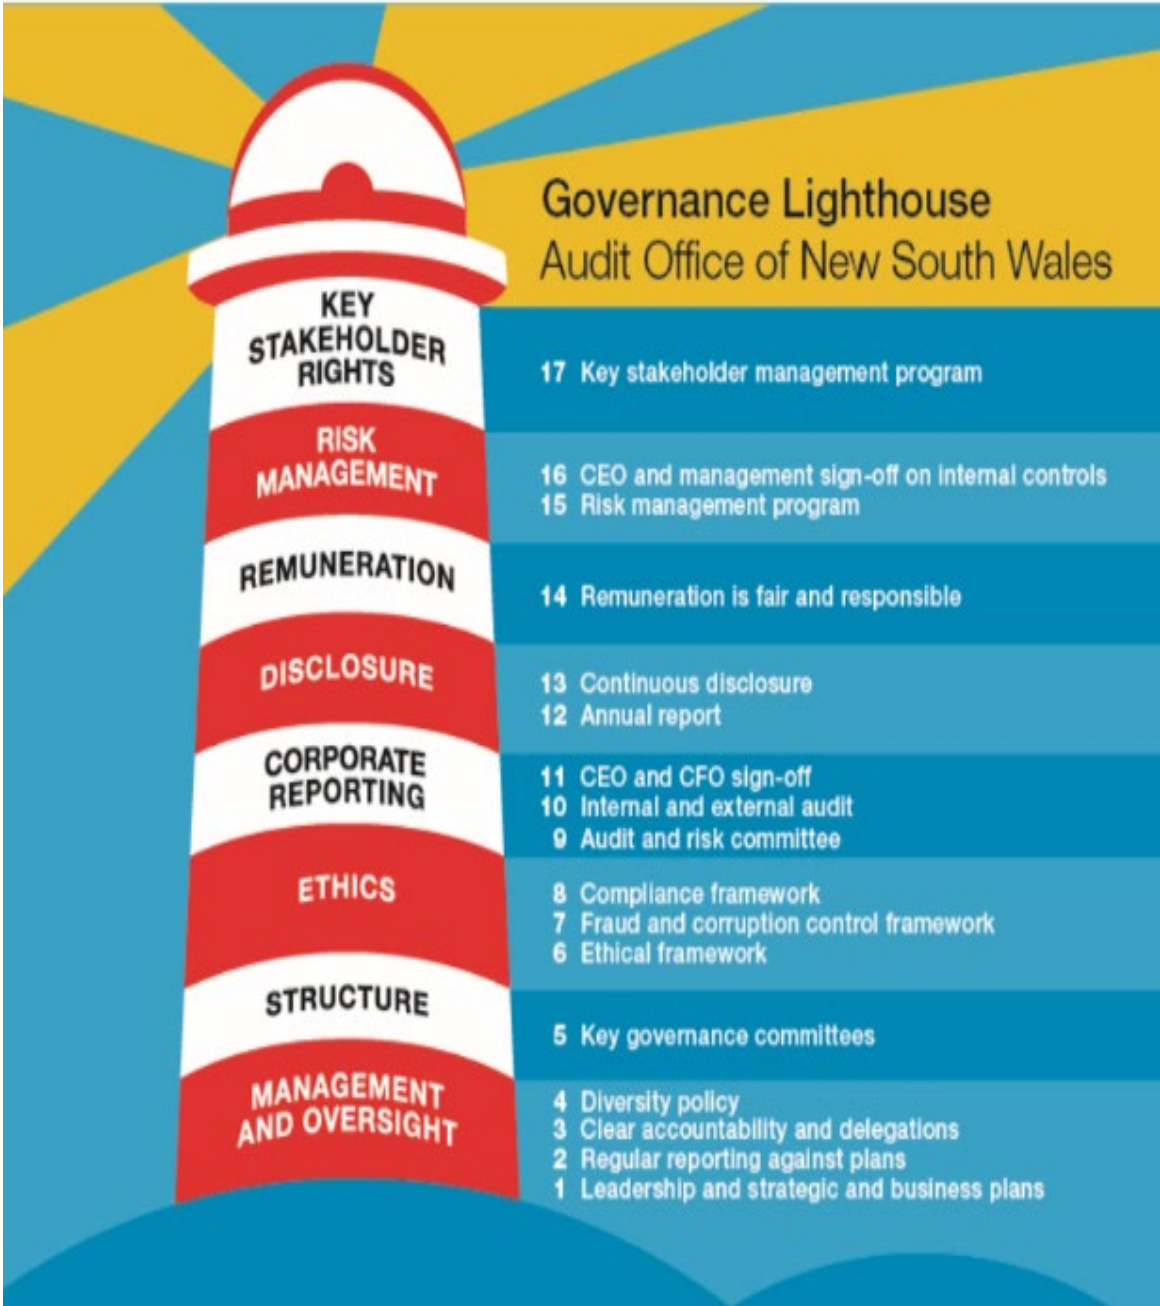 Governance Lighthouse
Audit Office of New South Wales
KEY
STAKEHOLDER
RIGHTS
17 Key stakeholder management program
RISK
MANAGEMENT
16 CEO and management sign-off on internal controls
15 Risk management program
REMUNERATION
14 Remuneration is fair and responsible
DISCLOSURE
13 Continuous disclosure
12 Annual report
CORPORATE
REPORTING
11 CEO and CFO sign-off
10 Internal and external audit
9 Audit and risk committee
ETHICS
8 Compliance framework
7 Fraud and corruption control framework
6 Ethical framework
STRUCTURE
5 Key governance committees
MANAGEMENT
AND OVERSIGHT
4 Diversity policy
3 Clear accountability and delegations
2 Regular reporting against plans
1 Leadership and strategic and business plans